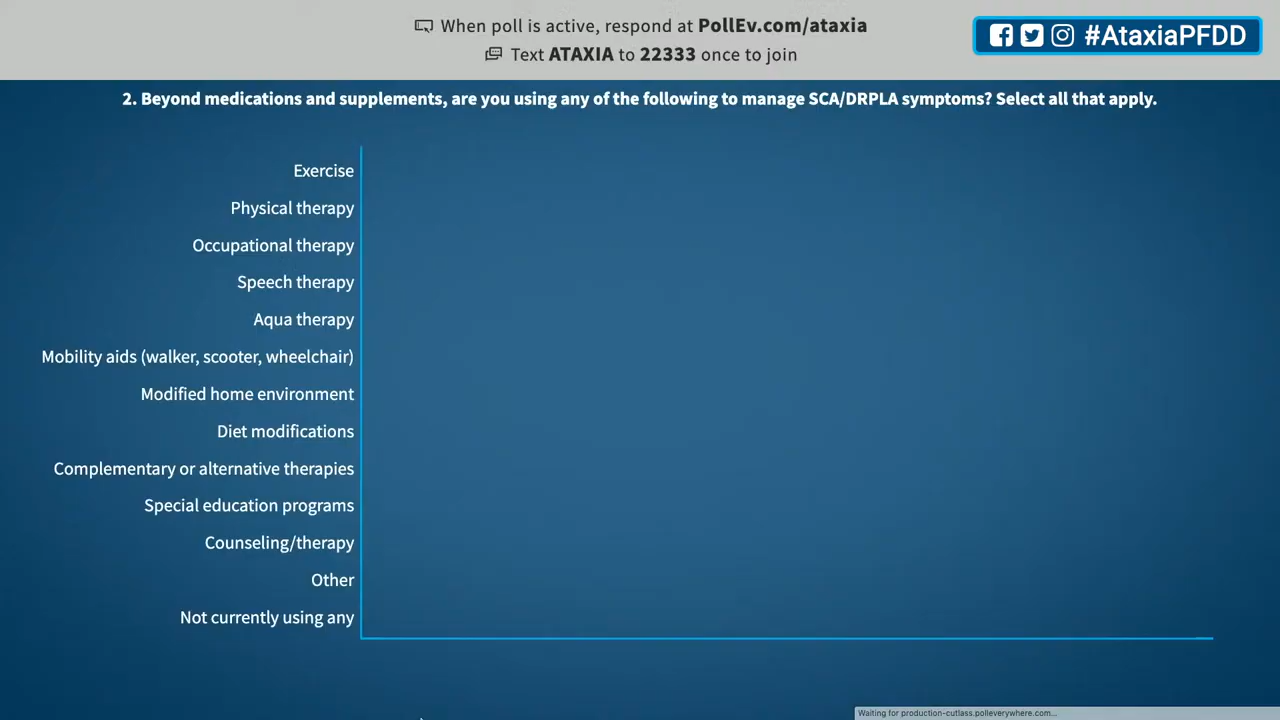 When poll is active, respond at PollEv.com/ataxia
Text ATAXIA to 22333 once to join
#AtaxiaPFDD
2. Beyond medications and supplements, are you using any of the following to manage SCA/DRPLA symptoms? Select all that apply.
Exercise
Physical therapy
Occupational therapy
Speech therapy
Aqua therapy
Mobility aids (walker, scooter, wheelchair)
Modified home environment
Diet modifications
Complementary or alternative therapies
Special education programs
Counseling/therapy
Other
Not currently using any
Waiting for production-cutlass.polleverywhere.com...